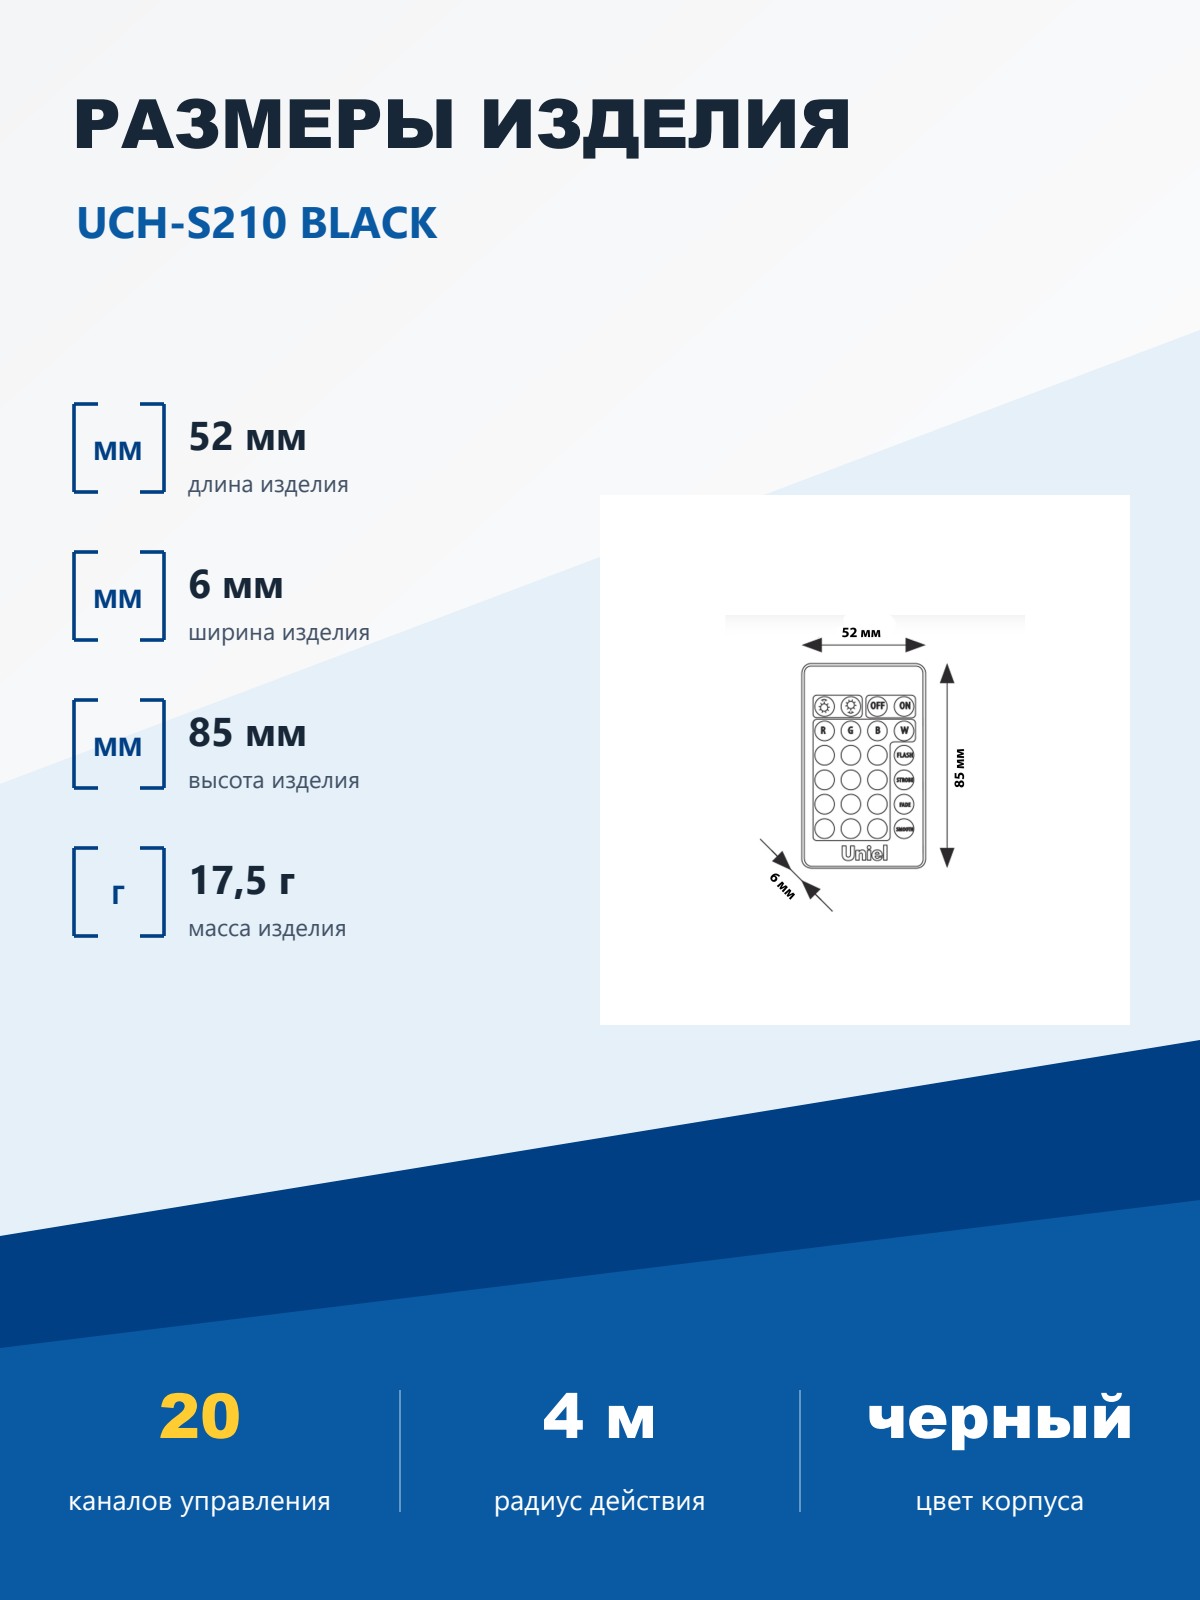 РАЗМЕРЫ ИЗДЕЛИЯ
UCH-S210 BLACK
мм
52 мм
длина изделия
мм
6 мм
ширина изделия
мм
85 мм
высота изделия
г
17,5 г
масса изделия
52 мм
OFF ON
R G B W
FLASH
STROBE
FADE
SMOOTH
Uniel
85 мм
6 мм
20
каналов управления
4 м
радиус действия
черный
цвет корпуса